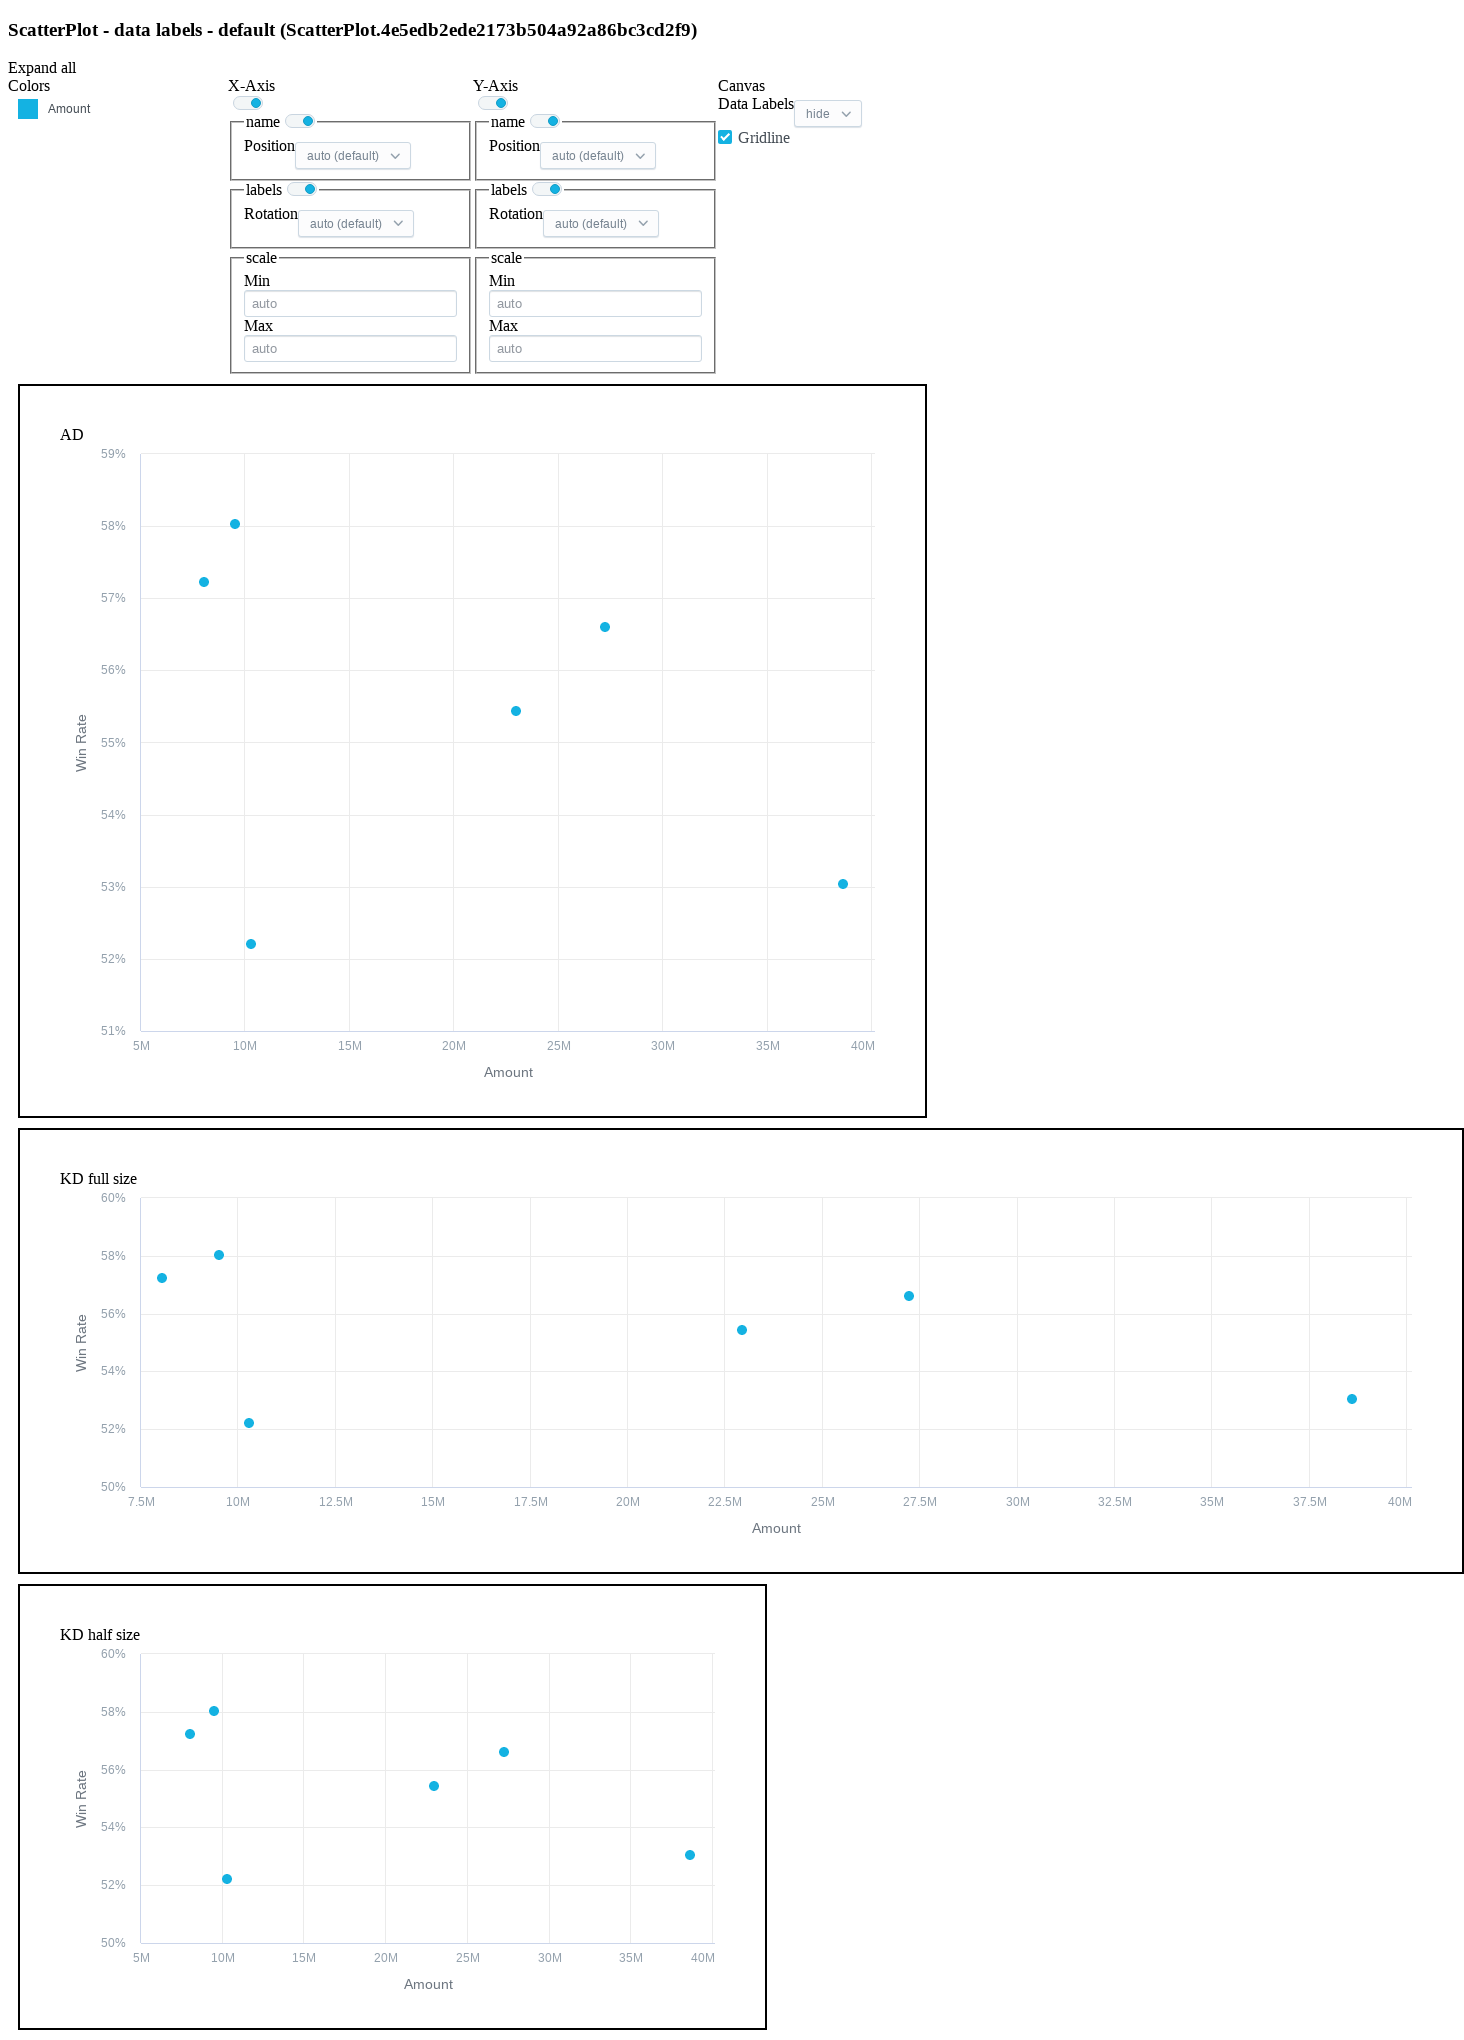 ScatterPlot - data labels - default (ScatterPlot.4e5edb2ede2173b504a92a86bc3cd2f9)
Expand all
Colors
Amount
X-Axis
name
Position auto (default)
labels
Rotation auto (default)
scale
Min
auto
Max
auto
Y-Axis
name
Position auto (default)
labels
Rotation auto (default)
scale
Min
auto
Max
auto
Canvas
Data Labels hide
Gridline
AD
59%
58%
57%
56%
55%
54%
53%
52%
51%
Win Rate
5M 10M 15M 20M 25M 30M 35M 40M
Amount
KD full size
60%
58%
56%
54%
52%
50%
Win Rate
7.5M 10M 12.5M 15M 17.5M 20M 22.5M 25M 27.5M 30M 32.5M 35M 37.5M 40M
Amount
KD half size
60%
58%
56%
54%
52%
50%
Win Rate
5M 10M 15M 20M 25M 30M 35M 40M
Amount